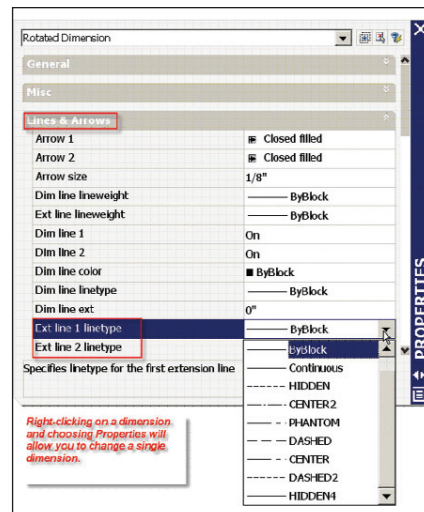 Rotated Dimension
General
Misc
Lines & Arrows
Arrow 1 Closed filled
Arrow 2 Closed filled
Arrow size 1/8"
Dim line lineweight ByBlock
Ext line lineweight ByBlock
Dim line 1 On
Dim line 2 On
Dim line color ByBlock
Dim line linetype ByBlock
Dim line ext 0"
Ext line 1 linetype ByBlock
Ext line 2 linetype ByBlock
Continuous
Specifies linetype for the first extension line
HIDDEN
CENTER2
PHANTOM
DASHED
CENTER
DASHED2
HIDDEN4
Right-clicking on a dimension
and choosing Properties will
allow you to change a single
dimension.
PROPERTIES